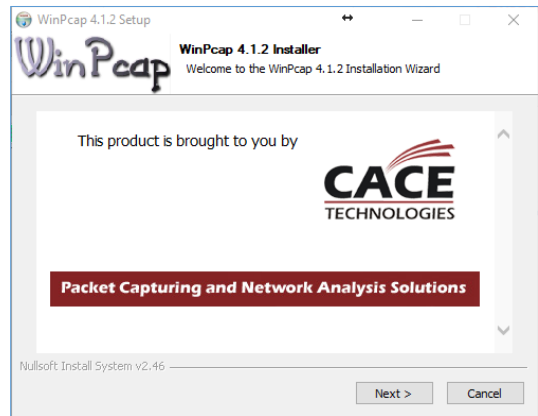 WinPcap 4.1.2 Setup
WinPcap
WinPcap 4.1.2 Installer
Welcome to the WinPcap 4.1.2 Installation Wizard
This product is brought to you by
CACE
TECHNOLOGIES
Packet Capturing and Network Analysis Solutions
Nullsoft Install System v2.46
Next >
Cancel